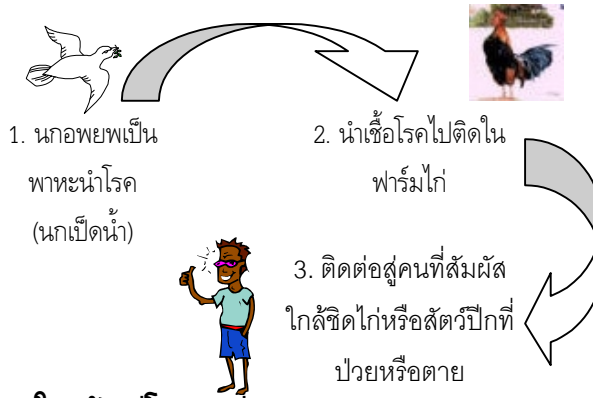 1. นกอพยพเป็น
พาหะนำโรค
(นกเป็ดน้ำ)
2. นำเชื้อโรคไปติดใน
ฟาร์มไก่
3. ติดต่อสู่คนที่สัมผัส
ใกล้ชิดไก่หรือสัตว์ปีกที่
ป่วยหรือตาย